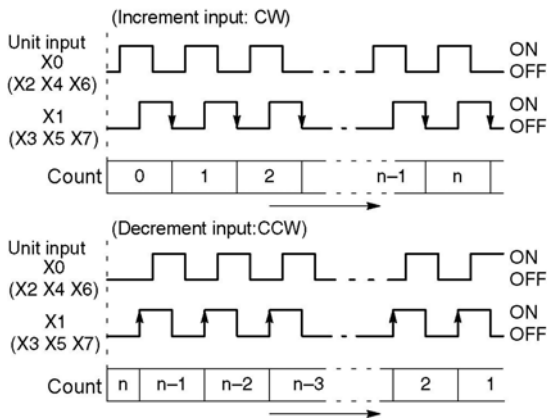 (Increment input: CW)
Unit input
X0
(X2 X4 X6)
ON
OFF
X1
(X3 X5 X7)
ON
OFF
Count 0 1 2 n–1 n
(Decrement input:CCW)
Unit input
X0
(X2 X4 X6)
ON
OFF
X1
(X3 X5 X7)
ON
OFF
Count n n–1 n–2 n–3 2 1